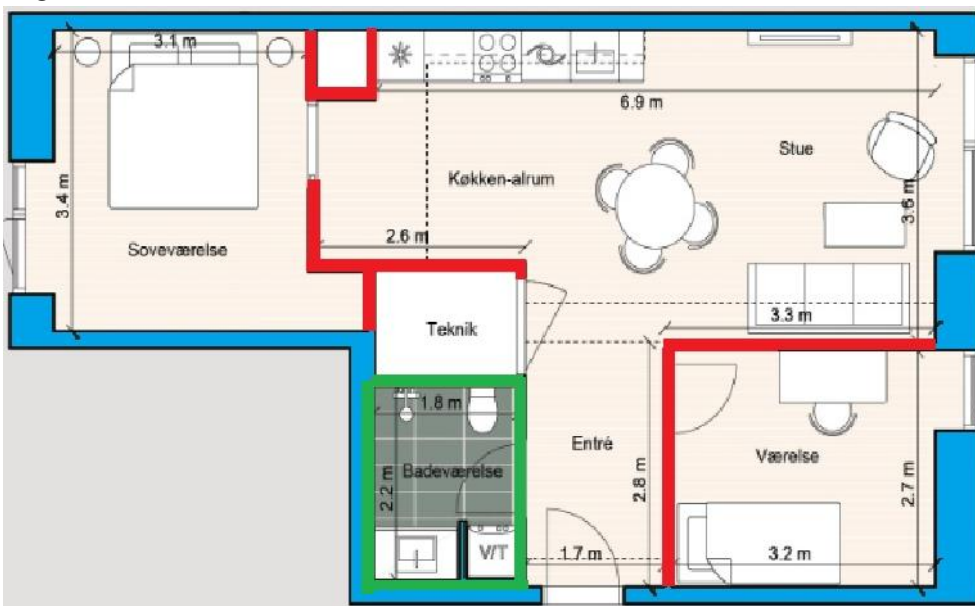 3.1 m
6.9 m
Stue
Køkken-alrum
3.4 m
3.6 m
2.6 m
Soveværelse
3.3 m
Teknik
1.8 m
Entré
Værelse
Badeværelse
2.2 m
2.8 m
2.7 m
V/T
1.7 m
3.2 m